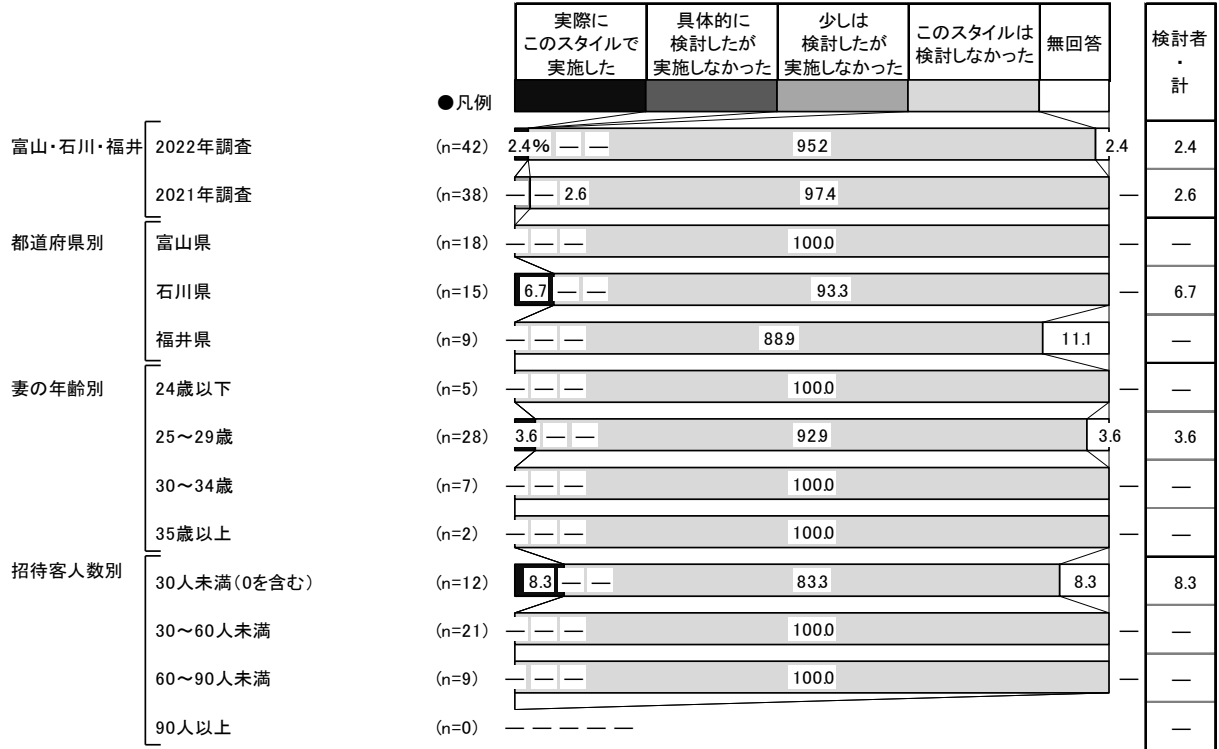 実際に
このスタイルで
実施した
具体的に
検討したが
実施しなかった
少しは
検討したが
実施しなかった
このスタイルは
検討しなかった
無回答
検討者
・
計
●凡例
富山・石川・福井 2022年調査 (n=42) 2.4% — — 95.2 2.4 2.4
2021年調査 (n=38) — — 2.6 97.4 — 2.6
都道府県別 富山県 (n=18) — — — 100.0 — —
石川県 (n=15) 6.7 — — 93.3 — 6.7
福井県 (n=9) — — — 88.9 11.1 —
妻の年齢別 24歳以下 (n=5) — — — 100.0 — —
25～29歳 (n=28) 3.6 — — 92.9 3.6 3.6
30～34歳 (n=7) — — — 100.0 — —
35歳以上 (n=2) — — — 100.0 — —
招待客人数別 30人未満(0を含む) (n=12) 8.3 — — 83.3 8.3 8.3
30～60人未満 (n=21) — — — 100.0 — —
60～90人未満 (n=9) — — — 100.0 — —
90人以上 (n=0) — — — — — —